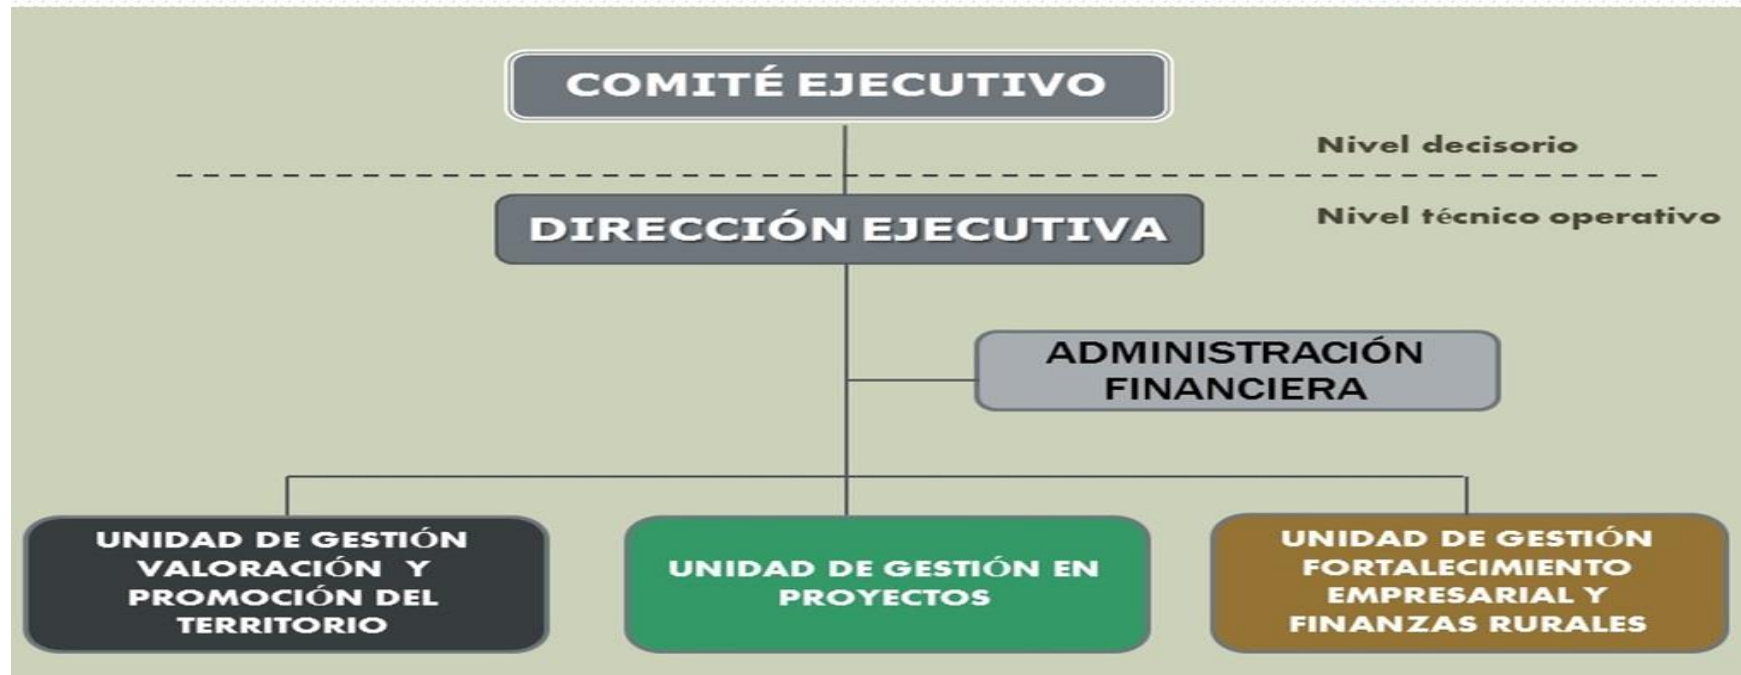 COMITÉ EJECUTIVO
Nivel decisorio
Nivel técnico operativo
DIRECCIÓN EJECUTIVA
ADMINISTRACIÓN
FINANCIERA
UNIDAD DE GESTIÓN
VALORACIÓN Y
PROMOCIÓN DEL
TERRITORIO
UNIDAD DE GESTIÓN EN
PROYECTOS
UNIDAD DE GESTIÓN
FORTALECIMIENTO
EMPRESARIAL Y
FINANZAS RURALES